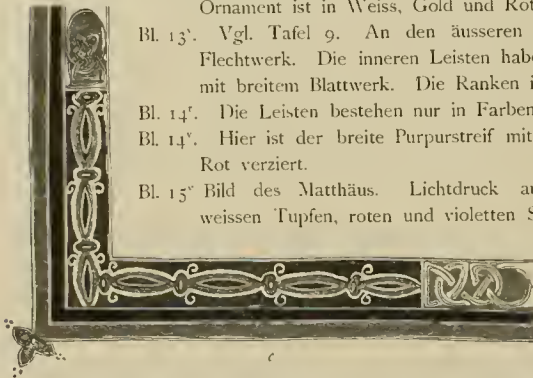 Ornament ist in Weiss, Gold und Rot
Bl. 13v. Vgl. Tafel 9. An den äusseren
Flechtwerk. Die inneren Leisten habe
mit breitem Blattwerk. Die Ranken i
Bl. 14r. Die Leisten bestehen nur in Farben
Bl. 14v. Hier ist der breite Purpurstreif mit
Rot verziert.
Bl. 15v Bild des Matthäus. Lichtdruck au
weissen Tupfen, roten und violetten S
c